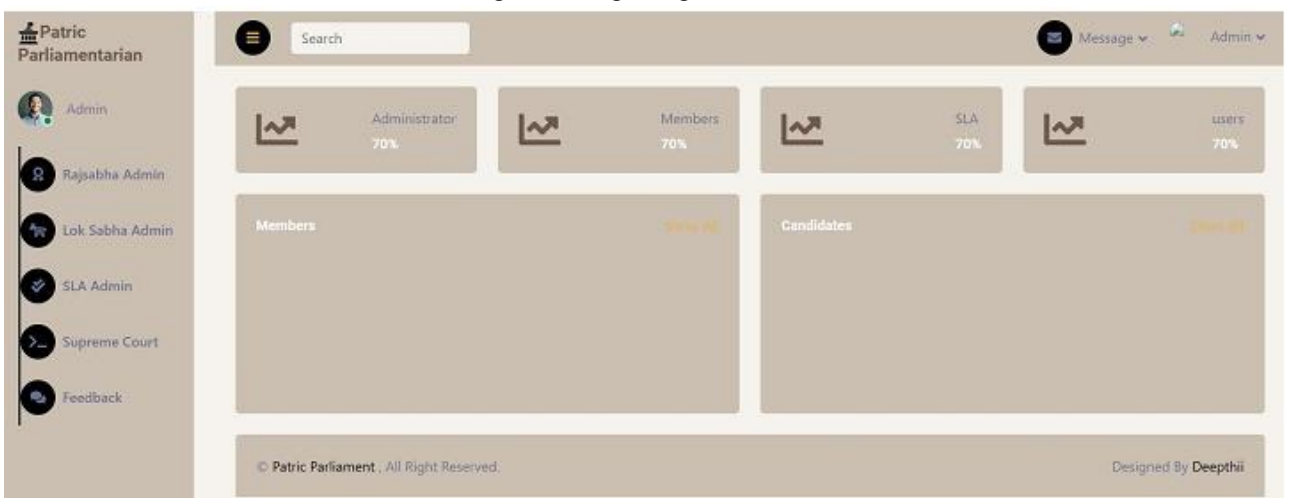 Patric
Parliamentarian
Search
Message
Admin
Admin
Rajsabha Admin
Lok Sabha Admin
SLA Admin
Supreme Court
Feedback
Administrator
70%
Members
70%
SLA
70%
users
70%
Members
Candidates
© Patric Parliament , All Right Reserved.
Designed By Deepthii